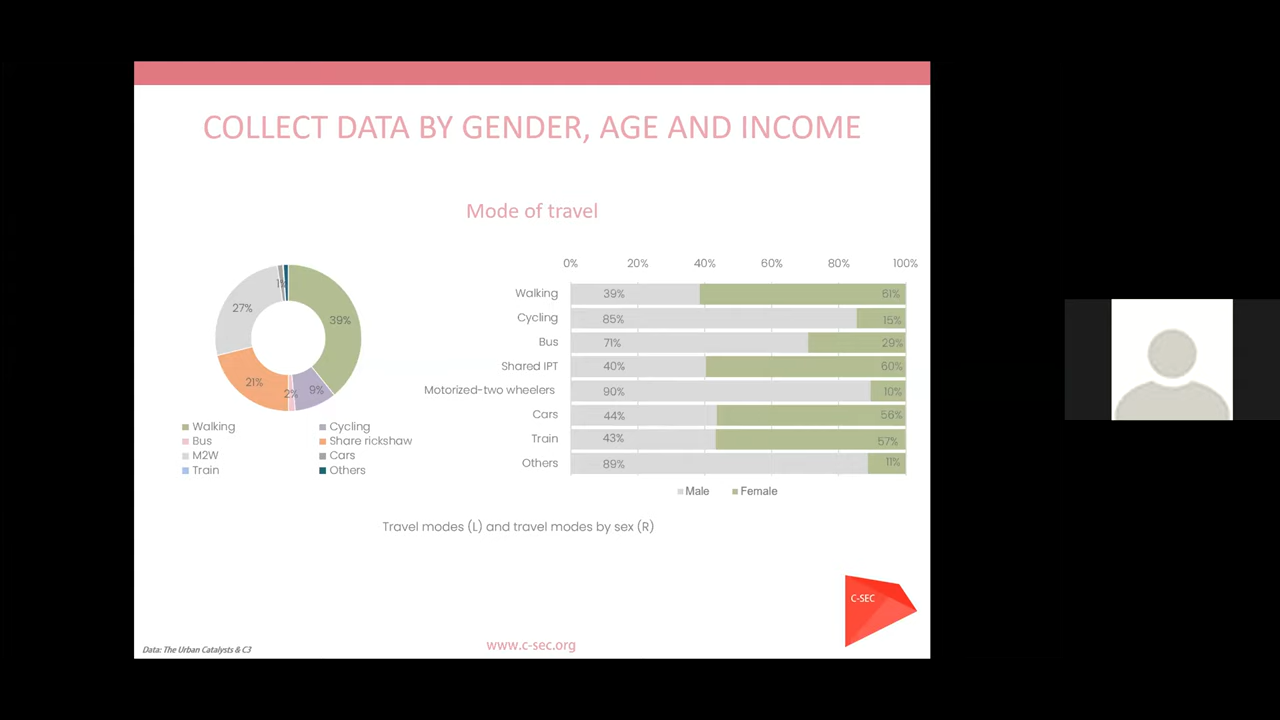 COLLECT DATA BY GENDER, AGE AND INCOME
Mode of travel
1%
27%
39%
21%
2%
9%
Walking
Cycling
Bus
Share rickshaw
M2W
Cars
Train
Others
0% 20% 40% 60% 80% 100%
Walking 39% 61%
Cycling 85% 15%
Bus 71% 29%
Shared IPT 40% 60%
Motorized-two wheelers 90% 10%
Cars 44% 56%
Train 43% 57%
Others 89% 11%
Male Female
Travel modes (L) and travel modes by sex (R)
C-SEC
www.c-sec.org
Data: The Urban Catalysts & C3